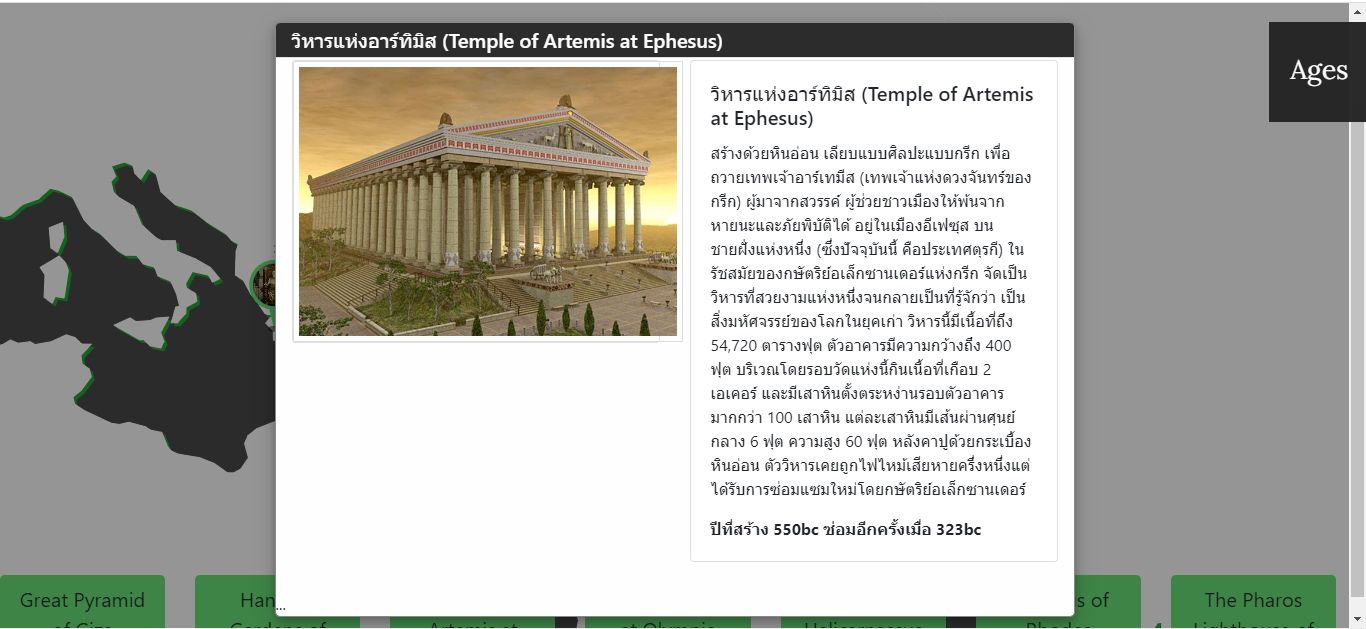 วิหารแห่งอาร์ทิมิส (Temple of Artemis at Ephesus)
Ages
วิหารแห่งอาร์ทิมิส (Temple of Artemis
at Ephesus)
สร้างด้วยหินอ่อน เลียบแบบศิลปะแบบกรีก เพื่อ
ถวายเทพเจ้าอาร์เทมีส (เทพเจ้าแห่งดวงจันทร์ของ
กรีก) ผู้มาจากสวรรค์ ผู้ช่วยชาวเมืองให้พ้นจาก
หายนะและภัยพิบัติได้ อยู่ในเมืองอีเฟซุส บน
ชายฝั่งแห่งหนึ่ง (ซึ่งปัจจุบันนี้ คือประเทศตุรกี) ใน
รัชสมัยของกษัตริย์อเล็กซานเดอร์แห่งกรีก จัดเป็น
วิหารที่สวยงามแห่งหนึ่งจนกลายเป็นที่รู้จักว่า เป็น
สิ่งมหัศจรรย์ของโลกในยุคเก่า วิหารนี้มีเนื้อที่ถึง
54,720 ตารางฟุต ตัวอาคารมีความกว้างถึง 400
ฟุต บริเวณโดยรอบวัดแห่งนี้กินเนื้อที่เกือบ 2
เอเคอร์ และมีเสาหินตั้งตระหง่านรอบตัวอาคาร
มากกว่า 100 เสาหิน แต่ละเสาหินมีเส้นผ่านศุนย์
กลาง 6 ฟุต ความสูง 60 ฟุต หลังคาปูด้วยกระเบื้อง
หินอ่อน ตัววิหารเคยถูกไฟไหม้เสียหายครึ่งหนึ่งแต่
ได้รับการซ่อมแซมใหม่โดยกษัตริย์อเล็กซานเดอร์
ปีที่สร้าง 550bc ซ่อมอีกครั้งเมื่อ 323bc
...
Great Pyramid
of Giza
Han
Gardens of
Artemis at
at Olympic
Halicarnassus
s of
Rhodes
The Pharos
Lighthouse of